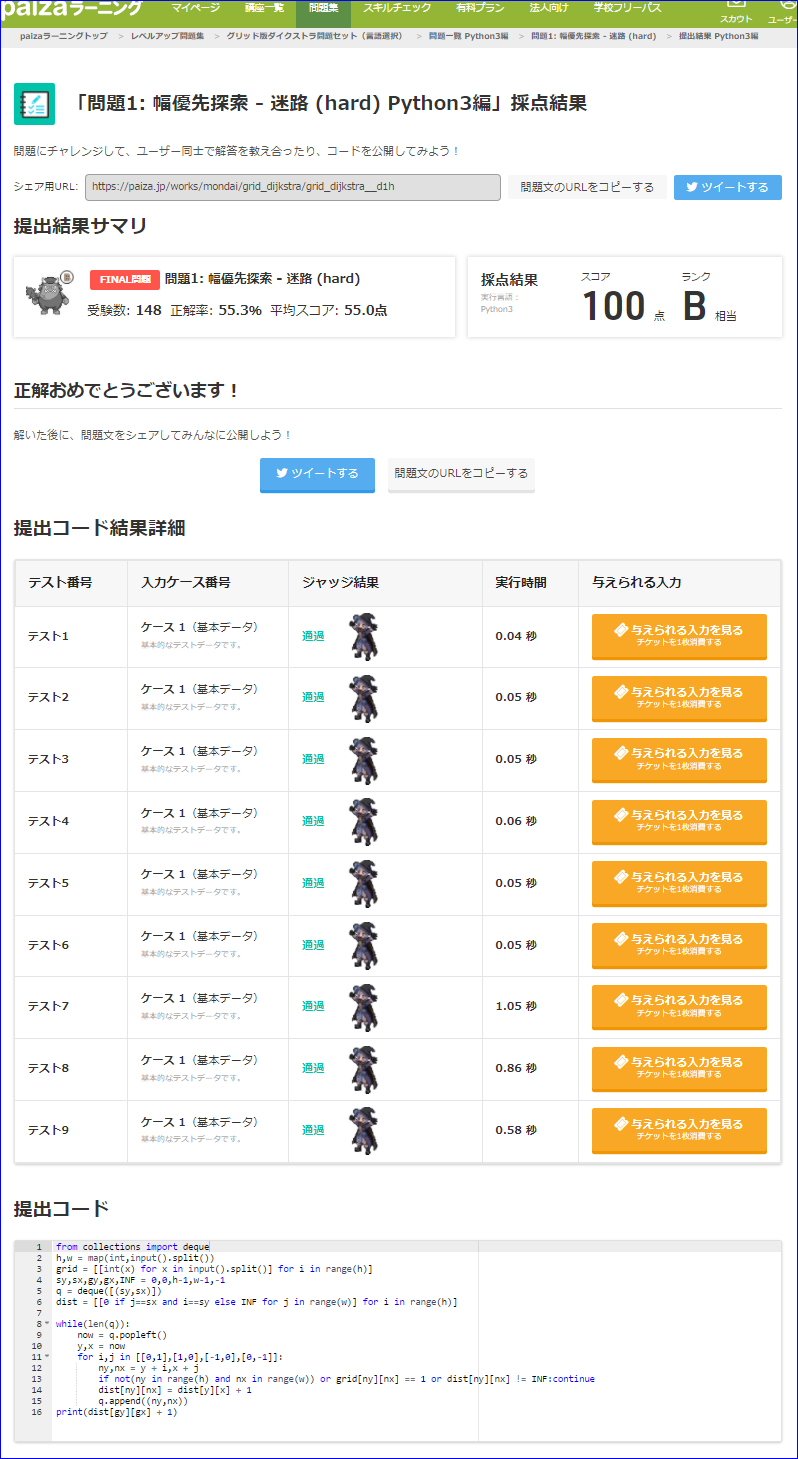 paizaラーニング
マイページ 講座一覧 問題集 スキルチェック 有料プラン 法人向け 学校フリーパス スカウト ユーザー
paizaラーニングトップ > レベルアップ問題集 > グリッド版ダイクストラ問題セット（言語選択） > 問題一覧 Python3編 > 問題1: 幅優先探索 - 迷路 (hard) > 提出結果 Python3編
「問題1: 幅優先探索 - 迷路 (hard) Python3編」採点結果
問題にチャレンジして、ユーザー同士で解答を教え合ったり、コードを公開してみよう！
シェア用URL: https://paiza.jp/works/mondai/grid_dijkstra/grid_dijkstra__d1h 問題文のURLをコピーする ツイートする
提出結果サマリ
FINAL問題 問題1: 幅優先探索 - 迷路 (hard)
受験数: 148 正解率: 55.3% 平均スコア: 55.0点
採点結果
実行言語：
Python3
スコア
100 点
ランク
B 相当
正解おめでとうございます！
解いた後に、問題文をシェアしてみんなに公開しよう！
ツイートする 問題文のURLをコピーする
提出コード結果詳細
テスト番号 入力ケース番号 ジャッジ結果 実行時間 与えられる入力
テスト1 ケース 1（基本データ） 通過 0.04 秒 与えられる入力を見る
基本的なテストデータです。 チケットを1枚消費する
テスト2 ケース 1（基本データ） 通過 0.05 秒 与えられる入力を見る
基本的なテストデータです。 チケットを1枚消費する
テスト3 ケース 1（基本データ） 通過 0.05 秒 与えられる入力を見る
基本的なテストデータです。 チケットを1枚消費する
テスト4 ケース 1（基本データ） 通過 0.06 秒 与えられる入力を見る
基本的なテストデータです。 チケットを1枚消費する
テスト5 ケース 1（基本データ） 通過 0.05 秒 与えられる入力を見る
基本的なテストデータです。 チケットを1枚消費する
テスト6 ケース 1（基本データ） 通過 0.05 秒 与えられる入力を見る
基本的なテストデータです。 チケットを1枚消費する
テスト7 ケース 1（基本データ） 通過 1.05 秒 与えられる入力を見る
基本的なテストデータです。 チケットを1枚消費する
テスト8 ケース 1（基本データ） 通過 0.86 秒 与えられる入力を見る
基本的なテストデータです。 チケットを1枚消費する
テスト9 ケース 1（基本データ） 通過 0.58 秒 与えられる入力を見る
基本的なテストデータです。 チケットを1枚消費する
提出コード
1 from collections import deque
2 h,w = map(int,input().split())
3 grid = [[int(x) for x in input().split()] for i in range(h)]
4 sy,sx,gy,gx,INF = 0,0,h-1,w-1,-1
5 q = deque([(sy,sx)])
6 dist = [[0 if j==sx and i==sy else INF for j in range(w)] for i in range(h)]
7
8 while(len(q)):
9     now = q.popleft()
10     y,x = now
11     for i,j in [[0,1],[1,0],[-1,0],[0,-1]]:
12         ny,nx = y + i,x + j
13         if not(ny in range(h) and nx in range(w)) or grid[ny][nx] == 1 or dist[ny][nx] != INF:continue
14         dist[ny][nx] = dist[y][x] + 1
15         q.append((ny,nx))
16 print(dist[gy][gx] + 1)